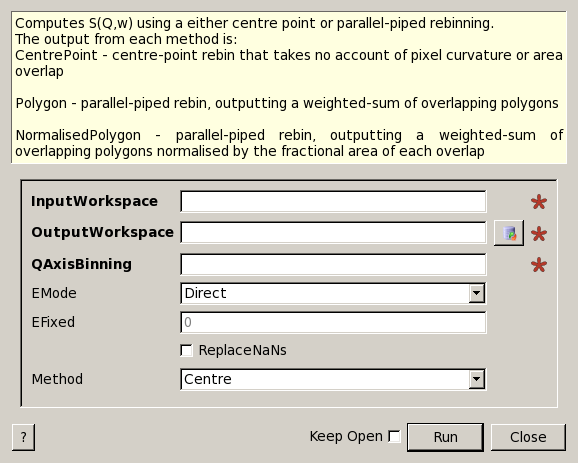 Computes S(Q,w) using a either centre point or parallel-piped rebinning.
The output from each method is:
CentrePoint - centre-point rebin that takes no account of pixel curvature or area
overlap
Polygon - parallel-piped rebin, outputting a weighted-sum of overlapping polygons
NormalisedPolygon - parallel-piped rebin, outputting a weighted-sum of
overlapping polygons normalised by the fractional area of each overlap
InputWorkspace
OutputWorkspace
QAxisBinning
EMode Direct
EFixed 0
ReplaceNaNs
Method Centre
? Keep Open Run Close